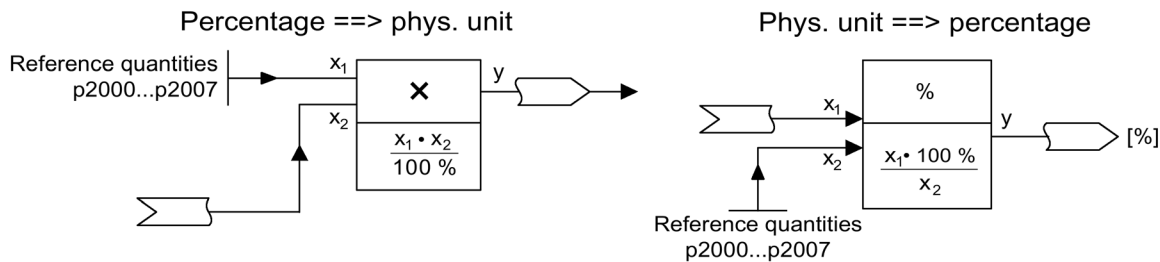 Percentage ==> phys. unit
Reference quantities
p2000...p2007
x₁
x₂
×
x₁ • x₂
100 %
y
Phys. unit ==> percentage
x₁
x₂
%
x₁• 100 %
x₂
y
[%]
Reference quantities
p2000...p2007